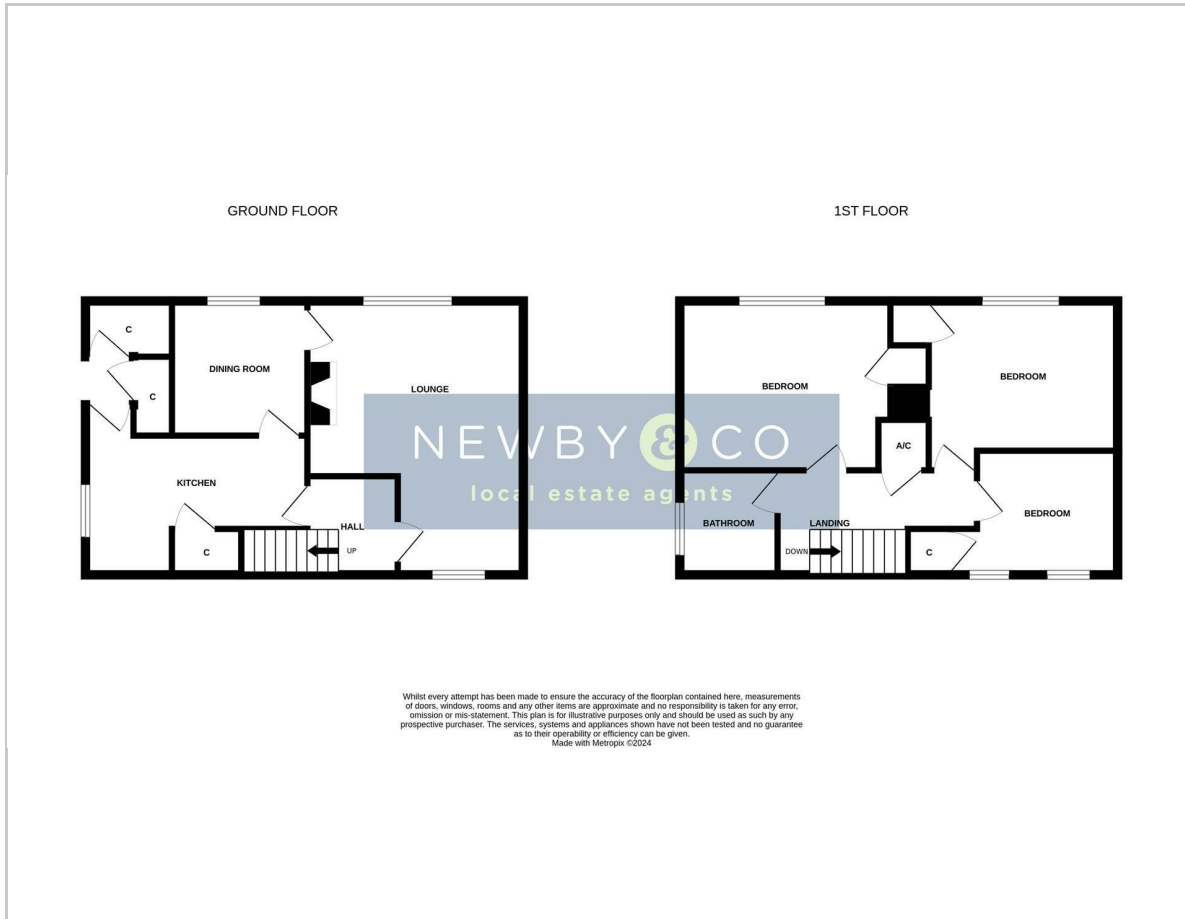 GROUND FLOOR
1ST FLOOR
C
DINING ROOM
C
LOUNGE
KITCHEN
HALL
C
UP
BEDROOM
BEDROOM
A/C
BEDROOM
BATHROOM
LANDING
DOWN
C
NEWBY & CO
local estate agents
Whilst every attempt has been made to ensure the accuracy of the floorplan contained here, measurements
of doors, windows, rooms and any other items are approximate and no responsibility is taken for any error,
omission or mis-statement. This plan is for illustrative purposes only and should be used as such by any
prospective purchaser. The services, systems and appliances shown have not been tested and no guarantee
as to their operability or efficiency can be given.
Made with Metropix ©2024